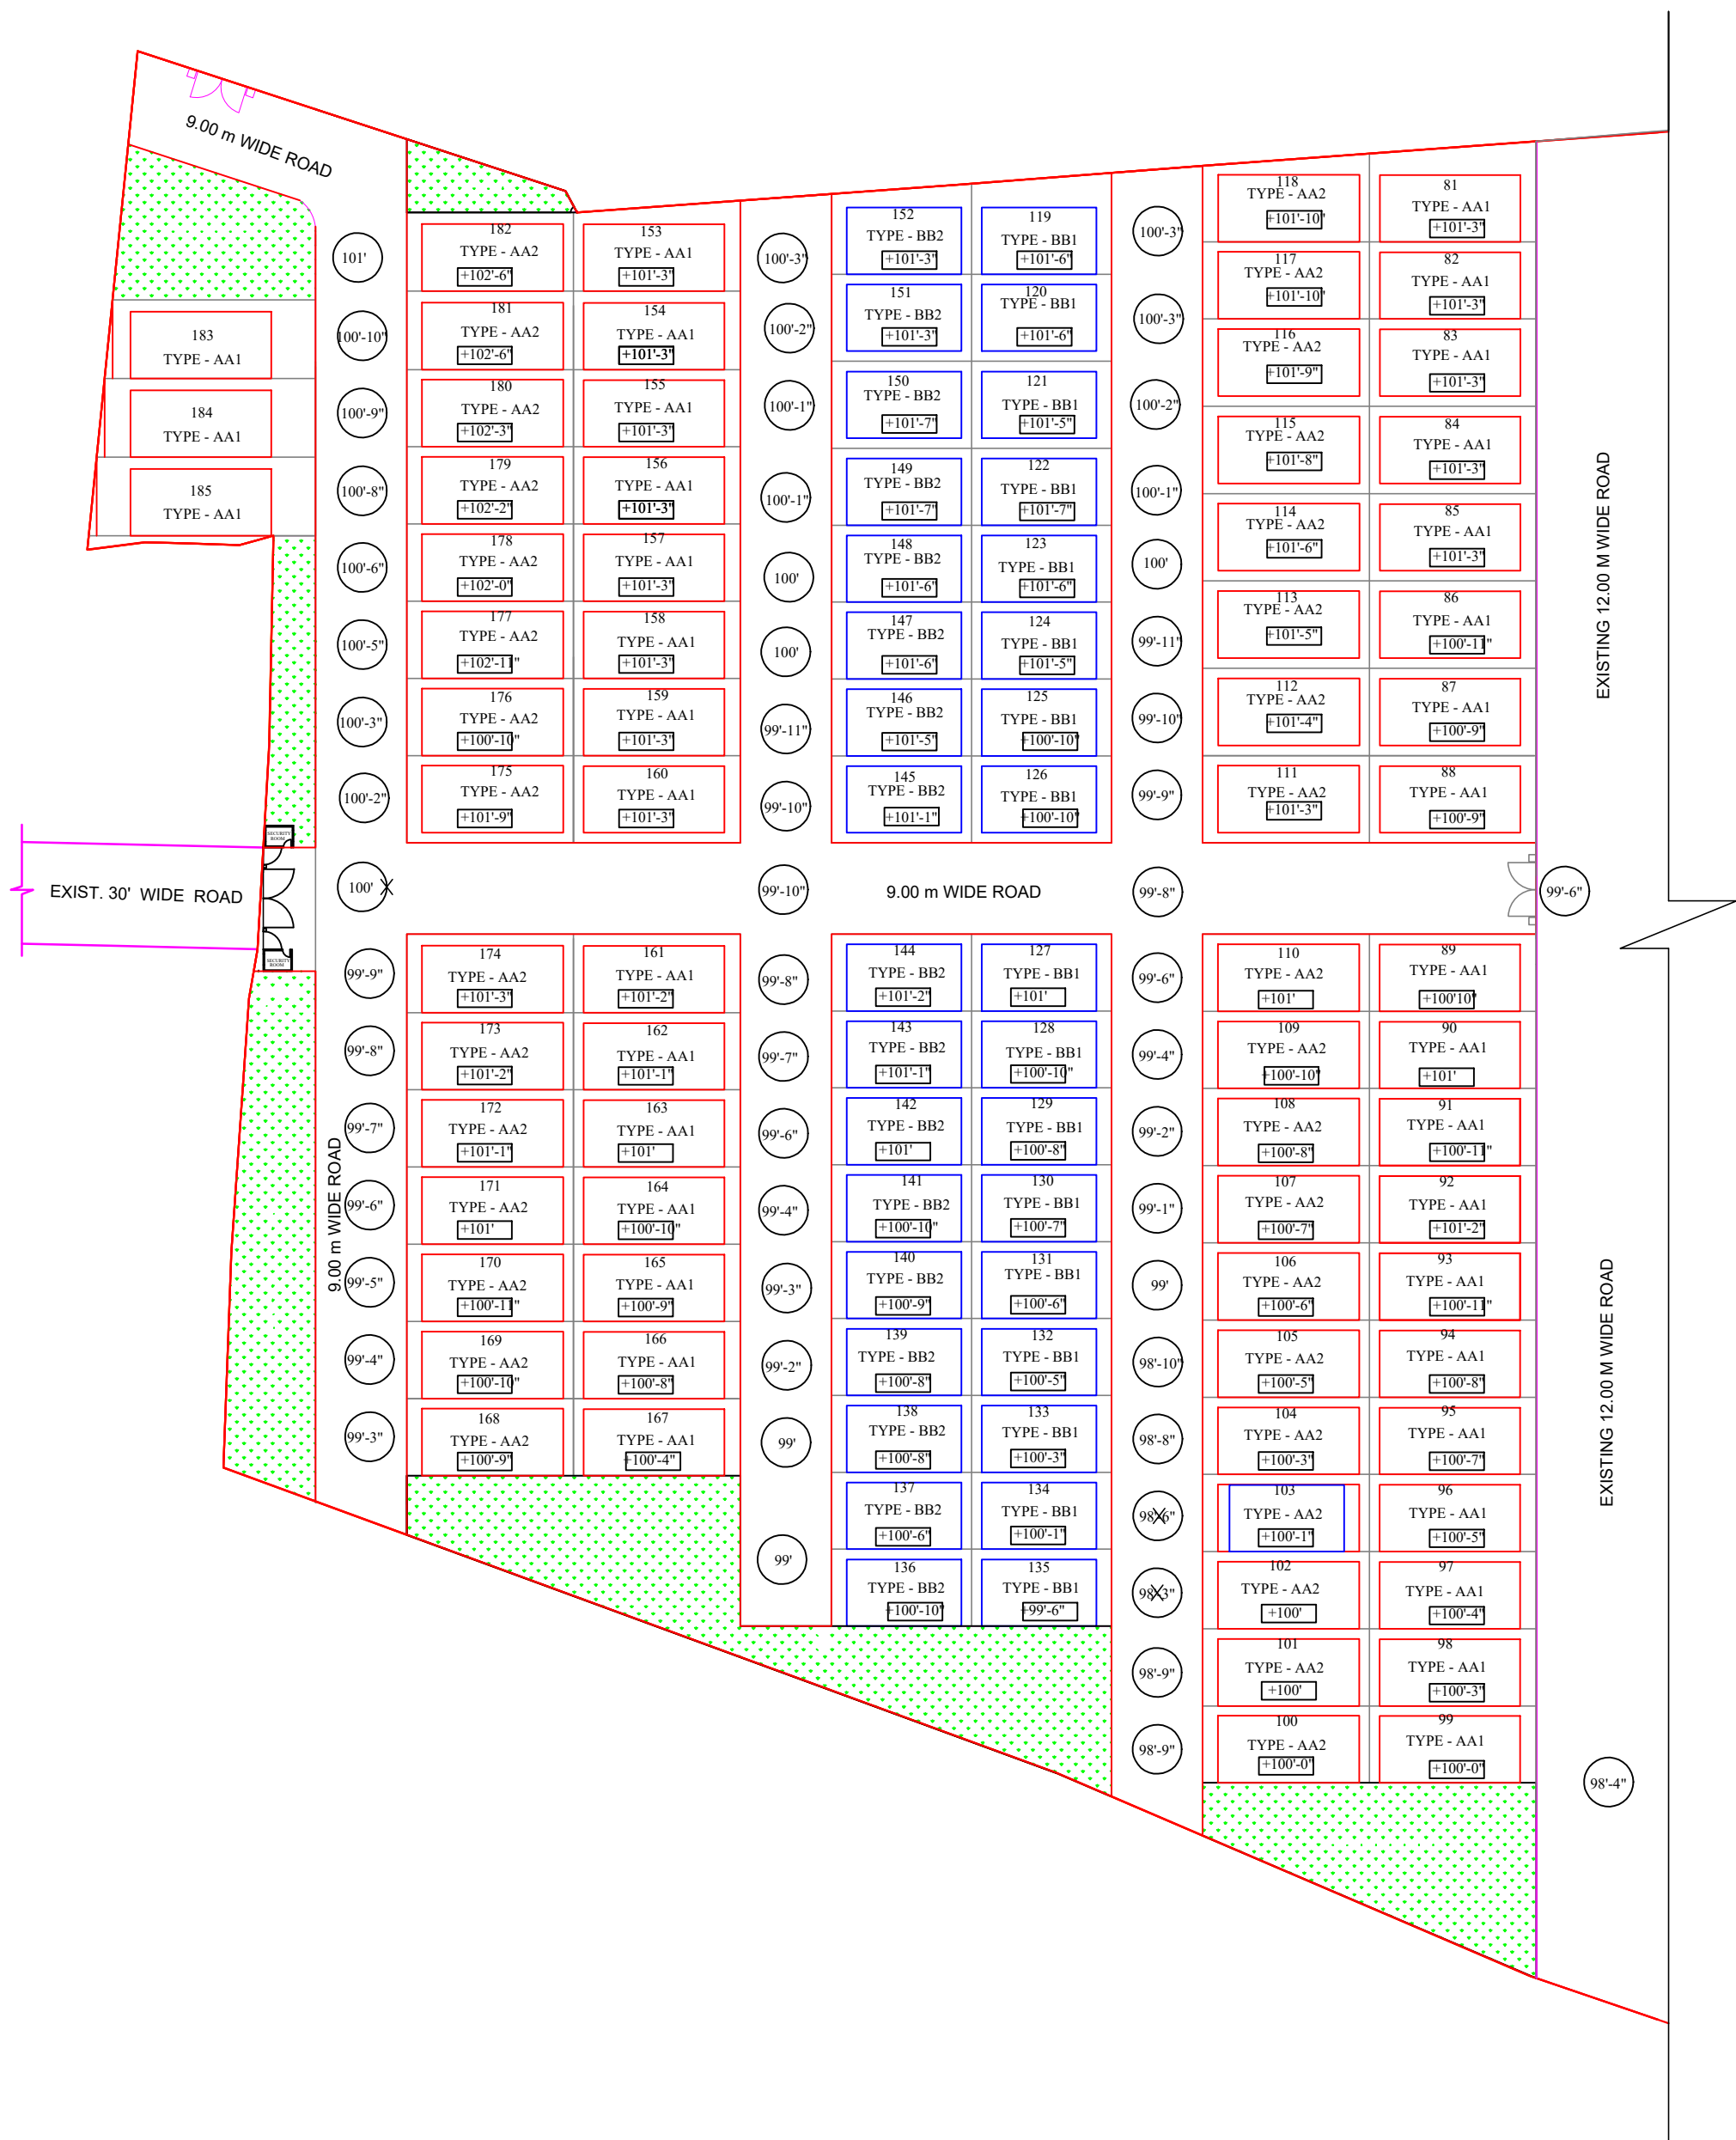 9.00 m WIDE ROAD
101'
100'-10"
100'-9"
100'-8"
100'-6"
100'-5"
100'-3"
100'-2"
100'
183
TYPE - AA1
184
TYPE - AA1
185
TYPE - AA1
SECURITY
ROOM
EXIST. 30' WIDE ROAD
SECURITY
ROOM
182
TYPE - AA2
+102'-6"
181
TYPE - AA2
+102'-6"
180
TYPE - AA2
+102'-3"
179
TYPE - AA2
+102'-2"
178
TYPE - AA2
+102'-0"
177
TYPE - AA2
+102'-11"
176
TYPE - AA2
+100'-10"
175
TYPE - AA2
+101'-9"
153
TYPE - AA1
+101'-3"
154
TYPE - AA1
+101'-3"
155
TYPE - AA1
+101'-3"
156
TYPE - AA1
+101'-3"
157
TYPE - AA1
+101'-3"
158
TYPE - AA1
+101'-3"
159
TYPE - AA1
+101'-3"
160
TYPE - AA1
+101'-3"
100'-3"
100'-2"
100'-1"
100'-1"
100'
100'
99'-11"
99'-10"
99'-10"
152
TYPE - BB2
+101'-3"
151
TYPE - BB2
+101'-3"
150
TYPE - BB2
+101'-7"
149
TYPE - BB2
+101'-7"
148
TYPE - BB2
+101'-6"
147
TYPE - BB2
+101'-6"
146
TYPE - BB2
+101'-5"
145
TYPE - BB2
+101'-1"
119
TYPE - BB1
+101'-6"
120
TYPE - BB1
+101'-6"
121
TYPE - BB1
+101'-5"
122
TYPE - BB1
+101'-7"
123
TYPE - BB1
+101'-6"
124
TYPE - BB1
+101'-5"
125
TYPE - BB1
+100'-10"
126
TYPE - BB1
+100'-10"
9.00 m WIDE ROAD
100'-3"
100'-3"
100'-2"
100'-1"
100'
99'-11"
99'-10"
99'-9"
99'-8"
118
TYPE - AA2
+101'-10"
117
TYPE - AA2
+101'-10"
116
TYPE - AA2
+101'-9"
115
TYPE - AA2
+101'-8"
114
TYPE - AA2
+101'-6"
113
TYPE - AA2
+101'-5"
112
TYPE - AA2
+101'-4"
111
TYPE - AA2
+101'-3"
81
TYPE - AA1
+101'-3"
82
TYPE - AA1
+101'-3"
83
TYPE - AA1
+101'-3"
84
TYPE - AA1
+101'-3"
85
TYPE - AA1
+101'-3"
86
TYPE - AA1
+100'-11"
87
TYPE - AA1
+100'-9"
88
TYPE - AA1
+100'-9"
EXISTING 12.00 M WIDE ROAD
99'-6"
9.00 m WIDE ROAD
99'-9"
99'-8"
99'-7"
99'-6"
99'-5"
99'-4"
99'-3"
174
TYPE - AA2
+101'-3"
173
TYPE - AA2
+101'-2"
172
TYPE - AA2
+101'-1"
171
TYPE - AA2
+101'
170
TYPE - AA2
+100'-11"
169
TYPE - AA2
+100'-10"
168
TYPE - AA2
+100'-9"
161
TYPE - AA1
+101'-2"
162
TYPE - AA1
+101'-1"
163
TYPE - AA1
+101'
164
TYPE - AA1
+100'-10"
165
TYPE - AA1
+100'-9"
166
TYPE - AA1
+100'-8"
167
TYPE - AA1
+100'-4"
99'-8"
99'-7"
99'-6"
99'-4"
99'-3"
99'-2"
99'
99'
144
TYPE - BB2
+101'-2"
143
TYPE - BB2
+101'-1"
142
TYPE - BB2
+101'
141
TYPE - BB2
+100'-10"
140
TYPE - BB2
+100'-9"
139
TYPE - BB2
+100'-8"
138
TYPE - BB2
+100'-8"
137
TYPE - BB2
+100'-6"
136
TYPE - BB2
+100'-10"
127
TYPE - BB1
+101'
128
TYPE - BB1
+100'-10"
129
TYPE - BB1
+100'-8"
130
TYPE - BB1
+100'-7"
131
TYPE - BB1
+100'-6"
132
TYPE - BB1
+100'-5"
133
TYPE - BB1
+100'-3"
134
TYPE - BB1
+100'-1"
135
TYPE - BB1
+99'-6"
99'-6"
99'-4"
99'-2"
99'-1"
99'
98'-10"
98'-8"
98'-6"
98'-3"
98'-9"
98'-9"
110
TYPE - AA2
+101'
109
TYPE - AA2
+100'-10"
108
TYPE - AA2
+100'-8"
107
TYPE - AA2
+100'-7"
106
TYPE - AA2
+100'-6"
105
TYPE - AA2
+100'-5"
104
TYPE - AA2
+100'-3"
103
TYPE - AA2
+100'-1"
102
TYPE - AA2
+100'
101
TYPE - AA2
+100'
100
TYPE - AA2
+100'-0"
89
TYPE - AA1
+100'10"
90
TYPE - AA1
+101'
91
TYPE - AA1
+100'-11"
92
TYPE - AA1
+101'-2"
93
TYPE - AA1
+100'-11"
94
TYPE - AA1
+100'-8"
95
TYPE - AA1
+100'-7"
96
TYPE - AA1
+100'-5"
97
TYPE - AA1
+100'-4"
98
TYPE - AA1
+100'-3"
99
TYPE - AA1
+100'-0"
EXISTING 12.00 M WIDE ROAD
98'-4"